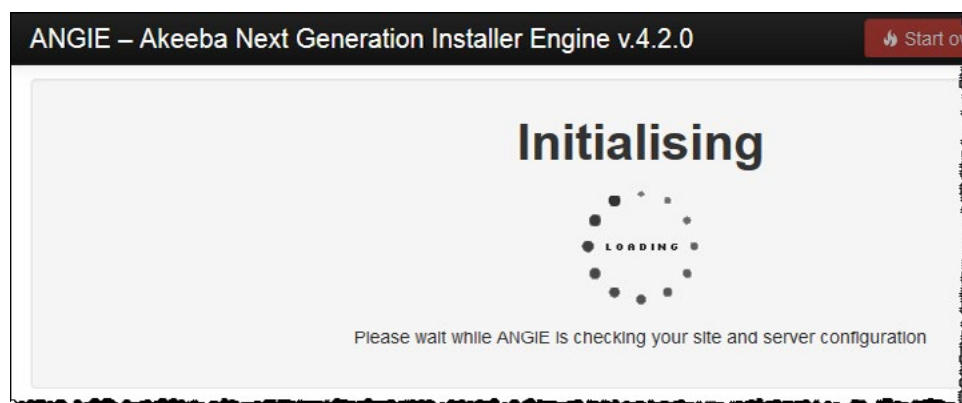 ANGIE – Akeeba Next Generation Installer Engine v.4.2.0
Start
Initialising
LOADING
Please wait while ANGIE is checking your site and server configuration